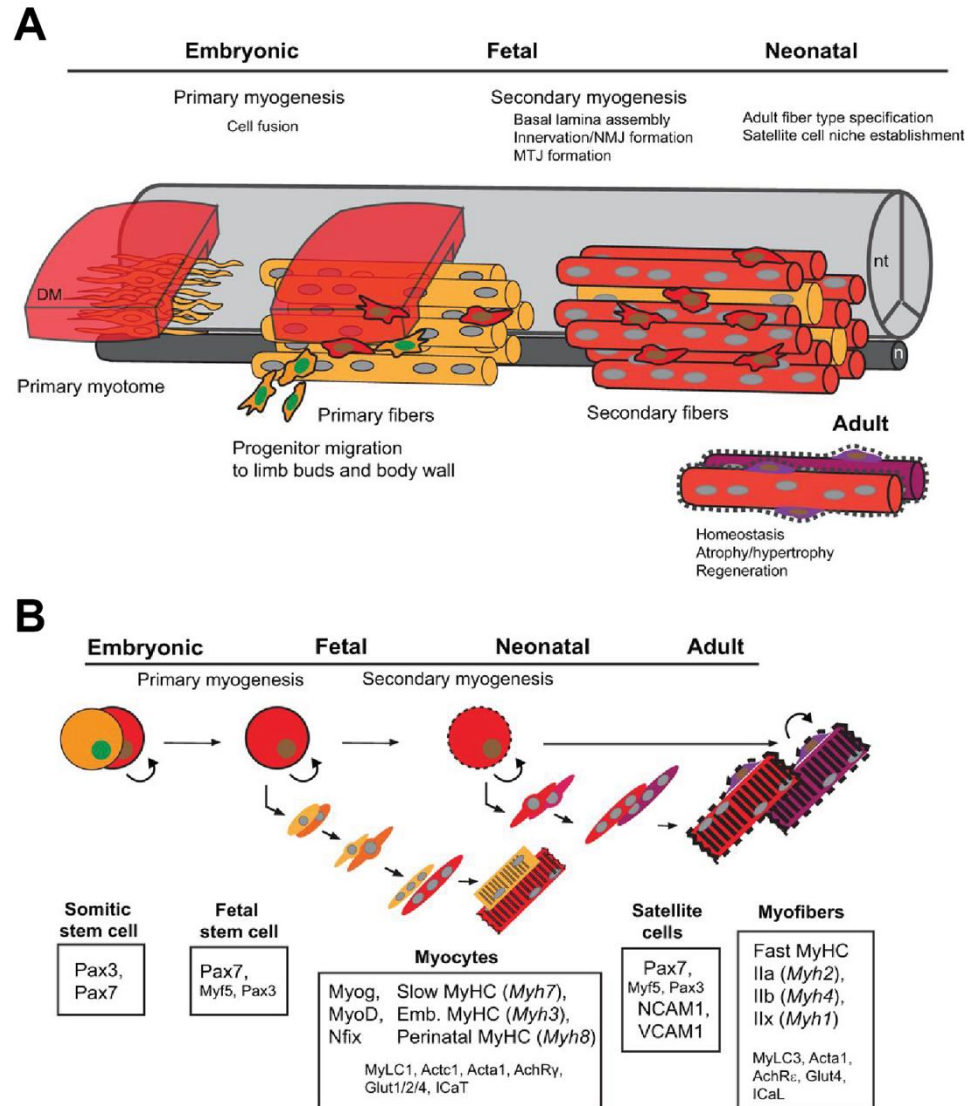 A
Embryonic Fetal Neonatal
Primary myogenesis
Cell fusion
Secondary myogenesis
Basal lamina assembly
Innervation/NMJ formation
MTJ formation
Adult fiber type specification
Satellite cell niche establishment
DM
nt
n
Primary myotome
Primary fibers
Secondary fibers
Progenitor migration
to limb buds and body wall
Adult
Homeostasis
Atrophy/hypertrophy
Regeneration
B
Embryonic Fetal Neonatal Adult
Primary myogenesis Secondary myogenesis
Somitic
stem cell
Pax3,
Pax7
Fetal
stem cell
Pax7,
Myf5, Pax3
Myocytes
Myog, Slow MyHC (Myh7),
MyoD, Emb. MyHC (Myh3),
Nfix Perinatal MyHC (Myh8)
MyLC1, Actc1, Acta1, AchRγ,
Glut1/2/4, ICaT
Satellite
cells
Pax7,
Myf5, Pax3
NCAM1,
VCAM1
Myofibers
Fast MyHC
IIa (Myh2),
IIb (Myh4),
IIx (Myh1)
MyLC3, Acta1,
AchRε, Glut4,
ICaL